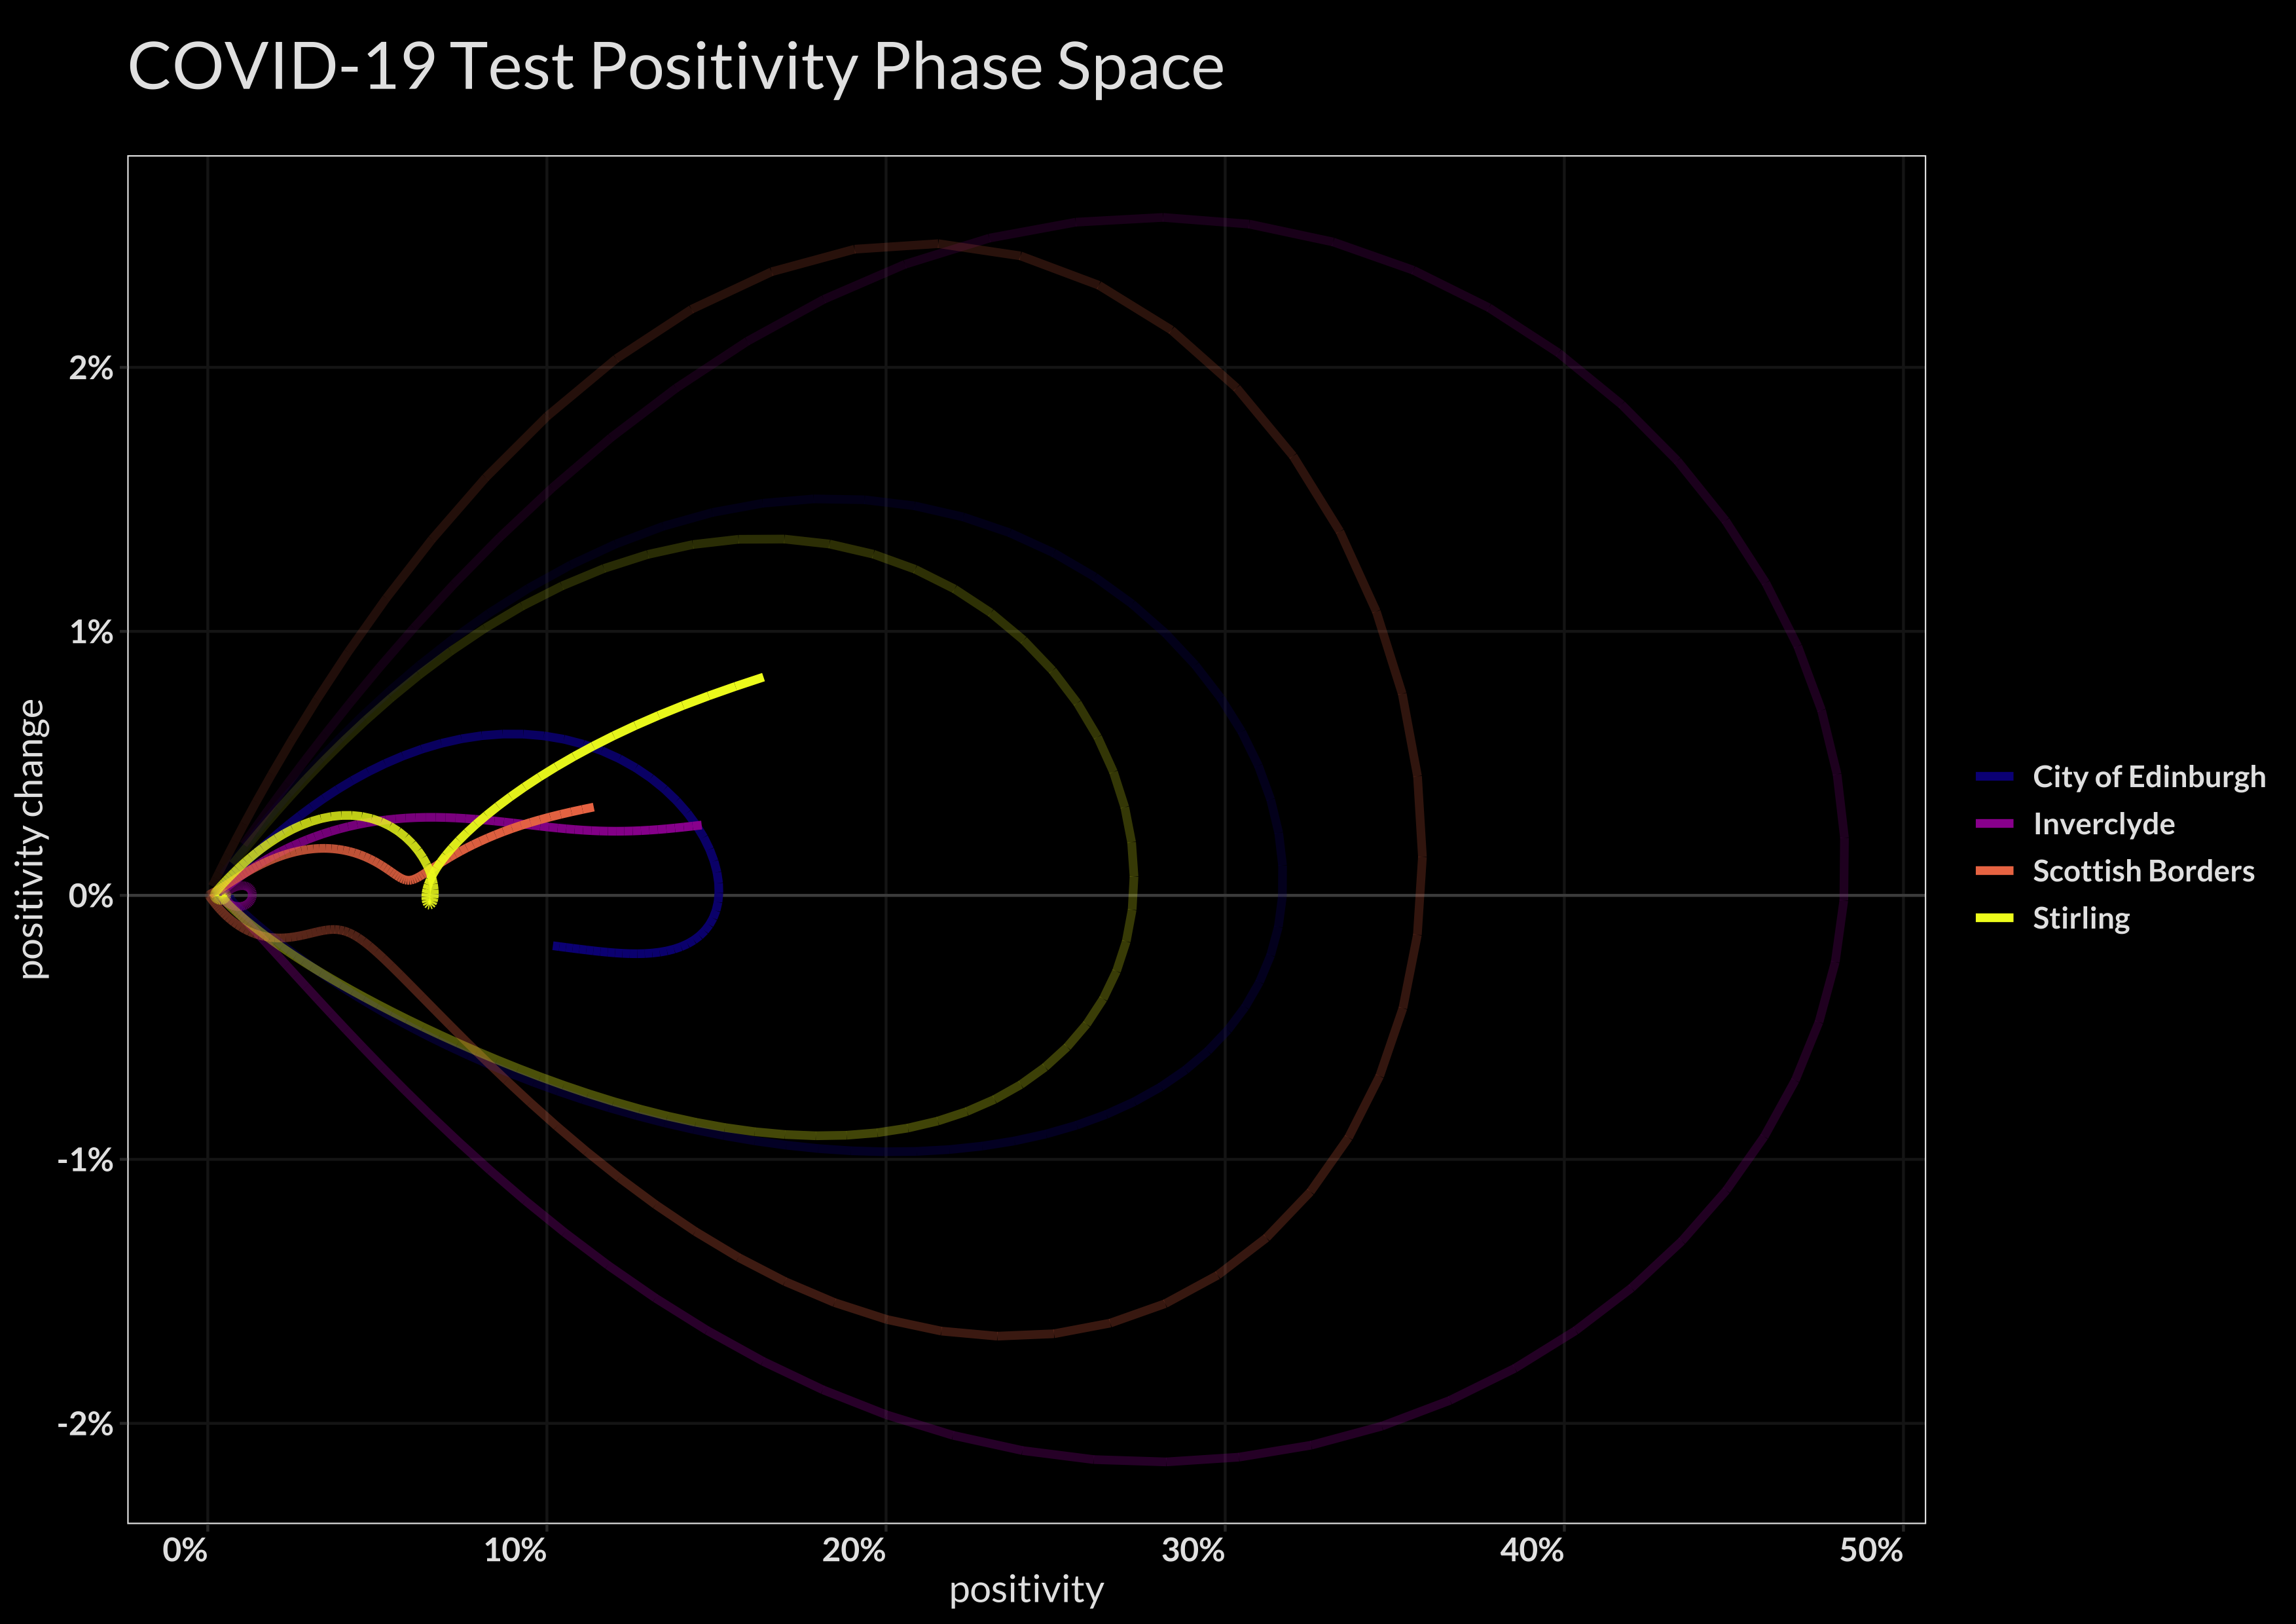 COVID-19 Test Positivity Phase Space
positivity change
2%
1%
0%
-1%
-2%
0% 10% 20% 30% 40% 50%
positivity
City of Edinburgh
Inverclyde
Scottish Borders
Stirling